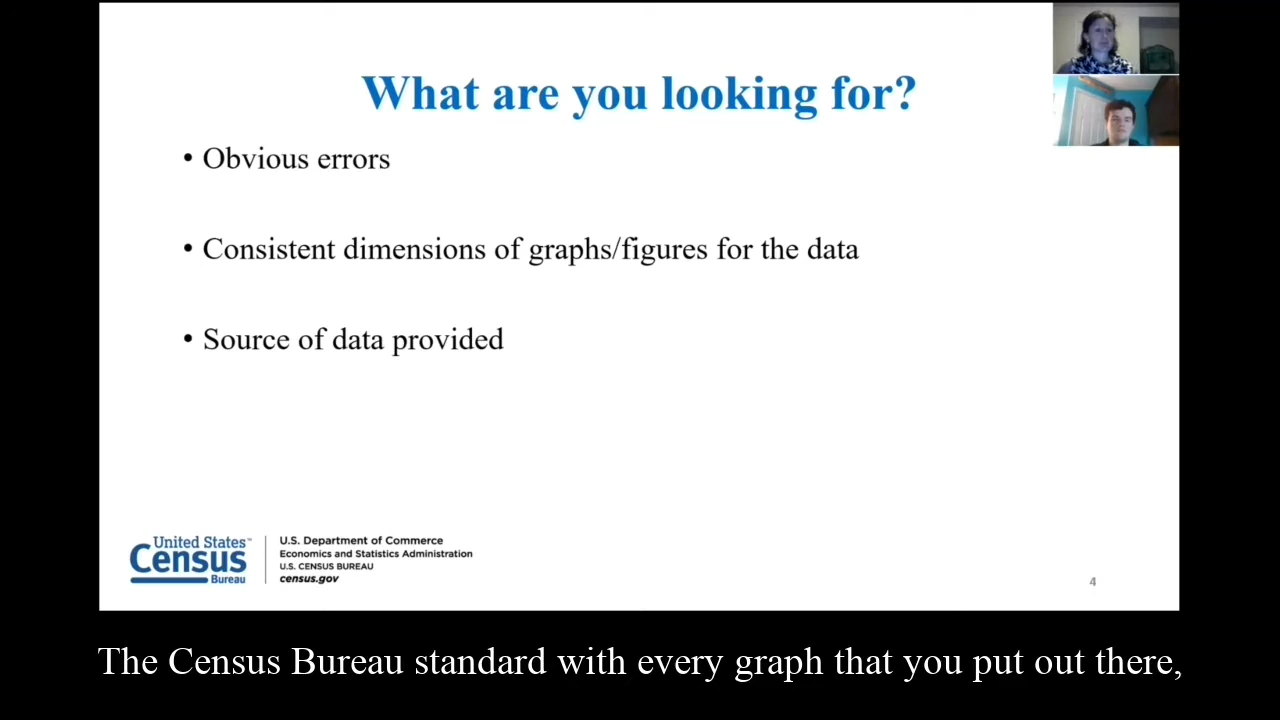 What are you looking for?
• Obvious errors
• Consistent dimensions of graphs/figures for the data
• Source of data provided
United States™
Census
Bureau
U.S. Department of Commerce
Economics and Statistics Administration
U.S. CENSUS BUREAU
census.gov
4
The Census Bureau standard with every graph that you put out there,